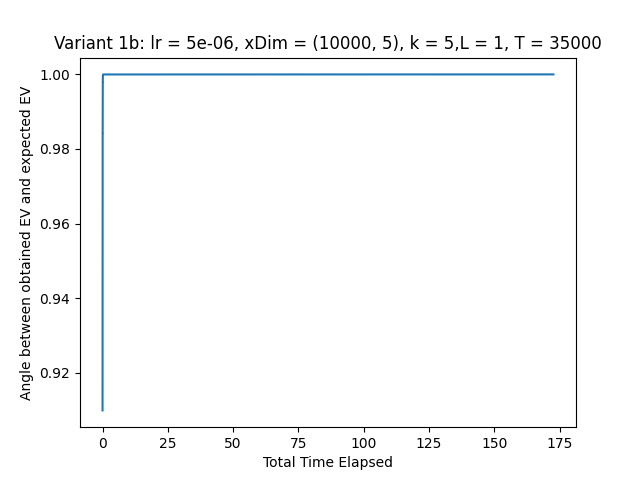 Variant 1b: lr = 5e-06, xDim = (10000, 5), k = 5,L = 1, T = 35000
Angle between obtained EV and expected EV
1.00
0.98
0.96
0.94
0.92
0 25 50 75 100 125 150 175
Total Time Elapsed